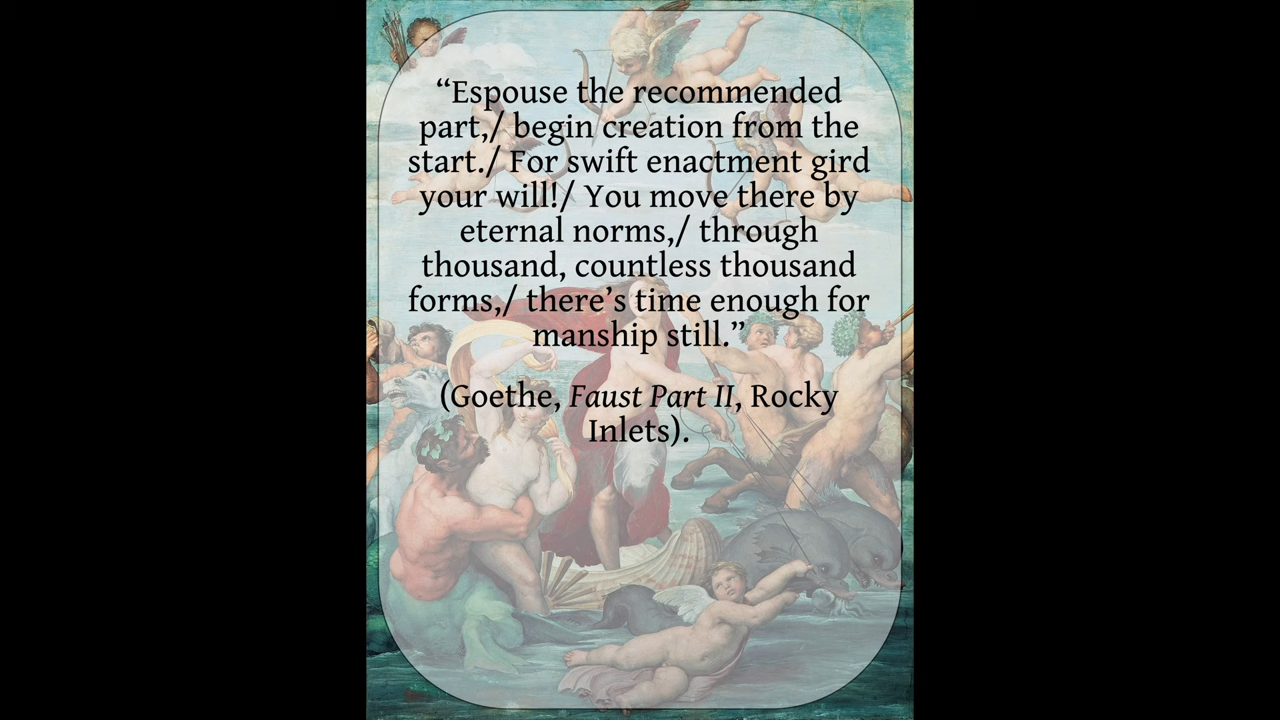 “Espouse the recommended
part,/ begin creation from the
start./ For swift enactment gird
your will!/ You move there by
eternal norms,/ through
thousand, countless thousand
forms,/ there’s time enough for
manship still.”
(Goethe, Faust Part II, Rocky
Inlets).